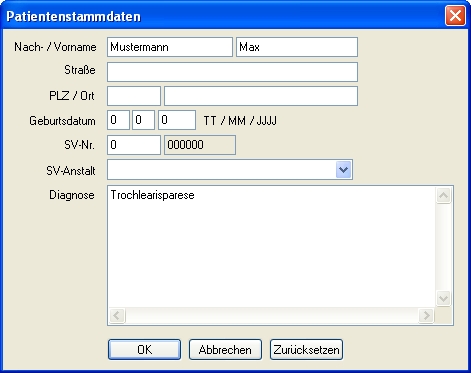 Patientenstammdaten
Nach- / Vorname Mustermann Max
Straße
PLZ / Ort
Geburtsdatum 0 0 0 TT / MM / JJJJ
SV-Nr. 0 000000
SV-Anstalt
Diagnose Trochlearisparese
OK Abbrechen Zurücksetzen